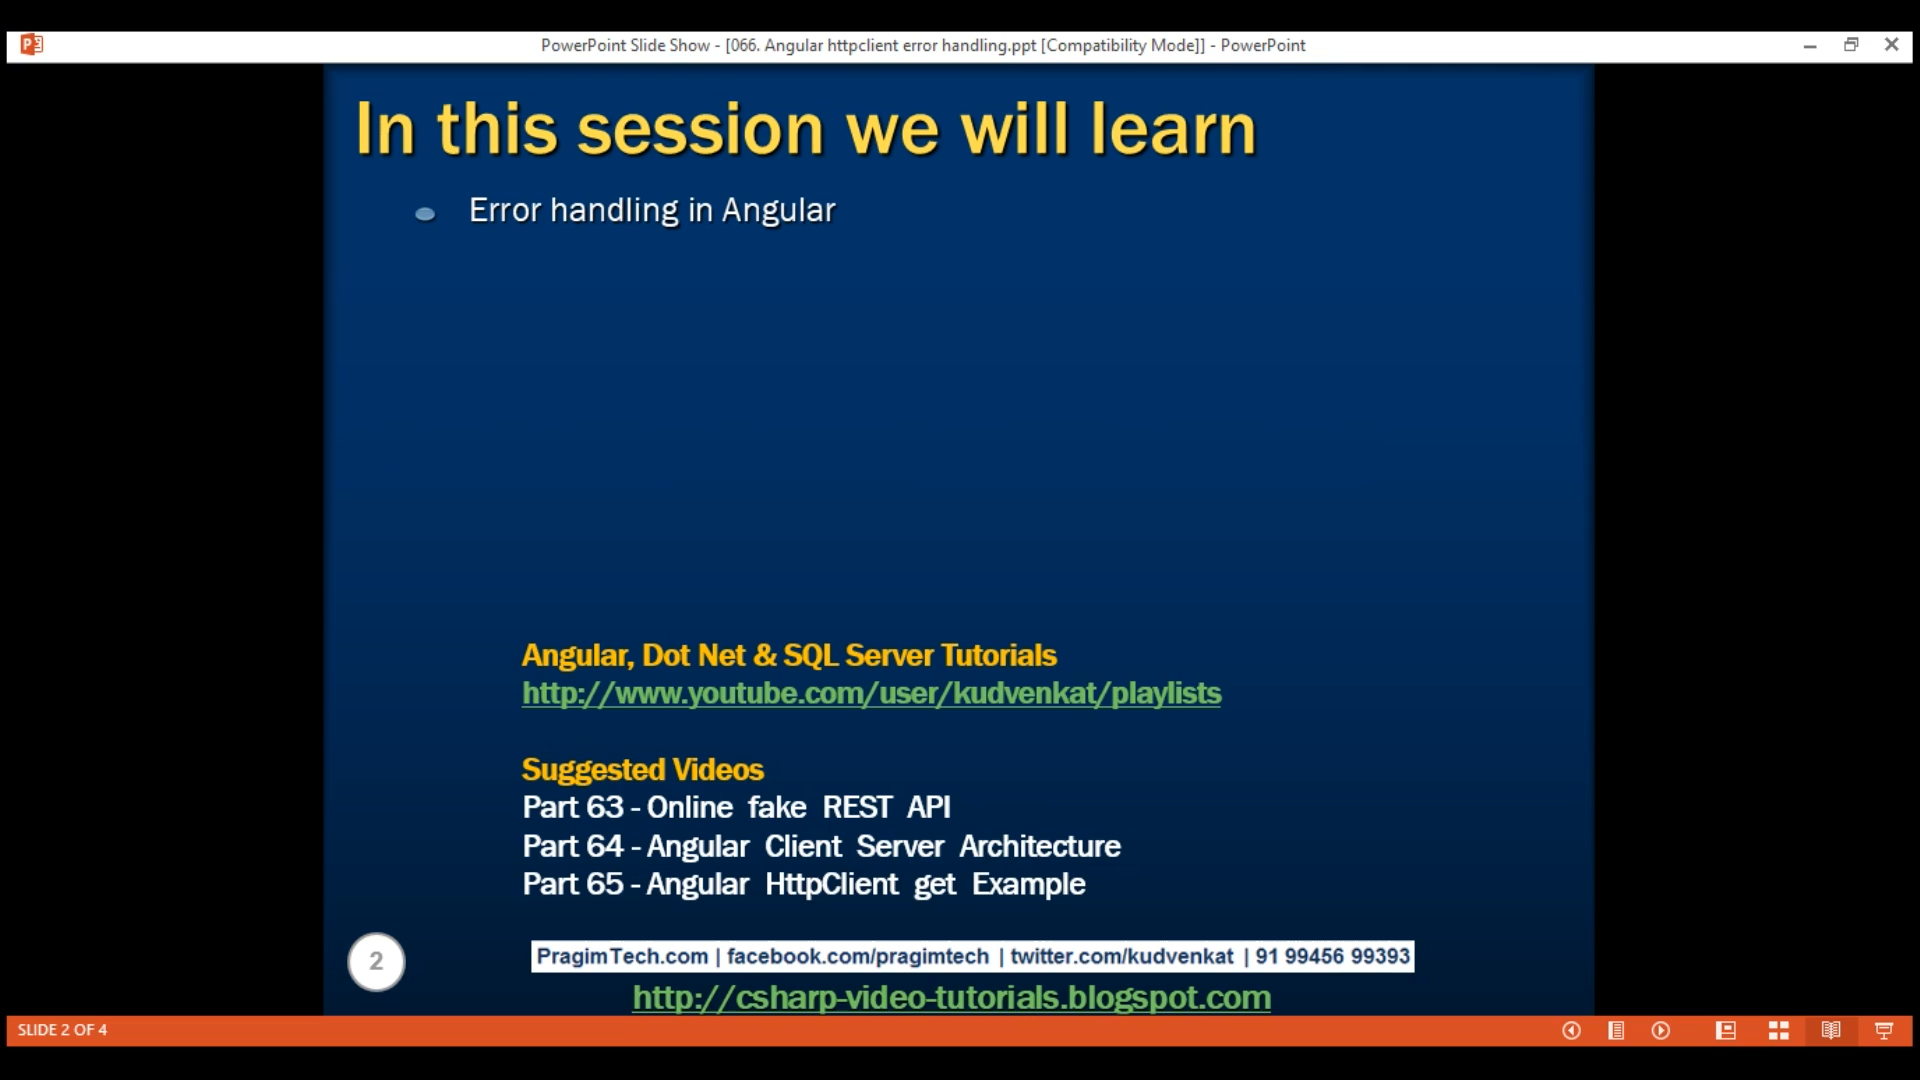 PowerPoint Slide Show - [066. Angular httpclient error handling.ppt [Compatibility Mode]] - PowerPoint
In this session we will learn
Error handling in Angular
Angular, Dot Net & SQL Server Tutorials
http://www.youtube.com/user/kudvenkat/playlists
Suggested Videos
Part 63 - Online fake REST API
Part 64 - Angular Client Server Architecture
Part 65 - Angular HttpClient get Example
2
PragimTech.com | facebook.com/pragimtech | twitter.com/kudvenkat | 91 99456 99393
http://csharp-video-tutorials.blogspot.com
SLIDE 2 OF 4